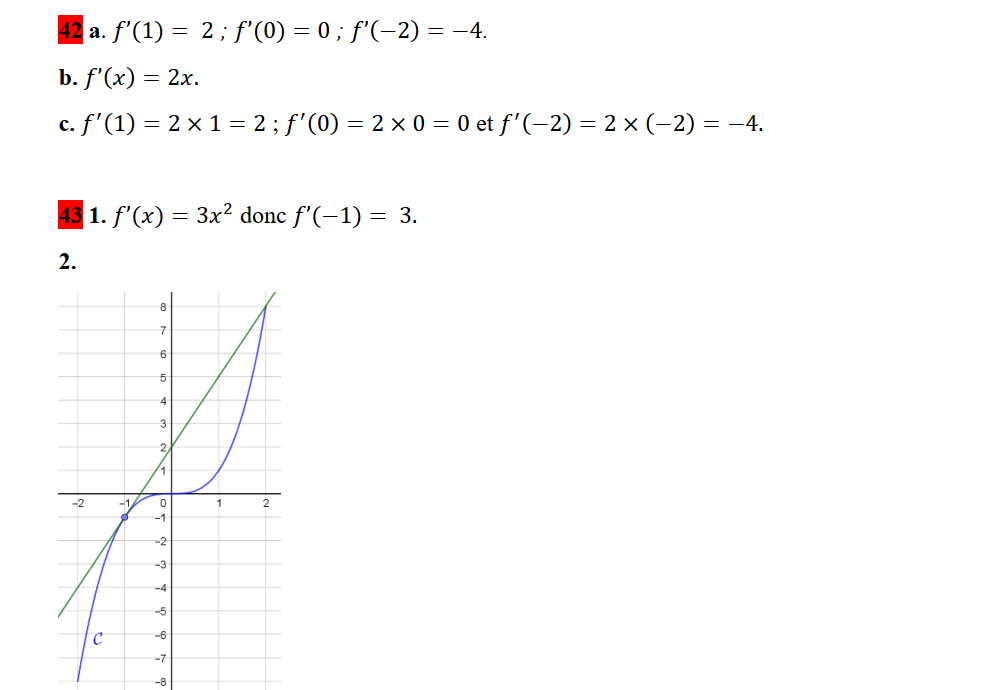 42 a. f'(1) = 2 ; f'(0) = 0 ; f'(−2) = −4.
b. f'(x) = 2x.
c. f'(1) = 2 × 1 = 2 ; f'(0) = 2 × 0 = 0 et f'(−2) = 2 × (−2) = −4.
43 1. f'(x) = 3x² donc f'(−1) = 3.
2.
8
7
6
5
4
3
2
1
−2 −1 0 1 2
−1
−2
−3
−4
−5
C
−6
−7
−8